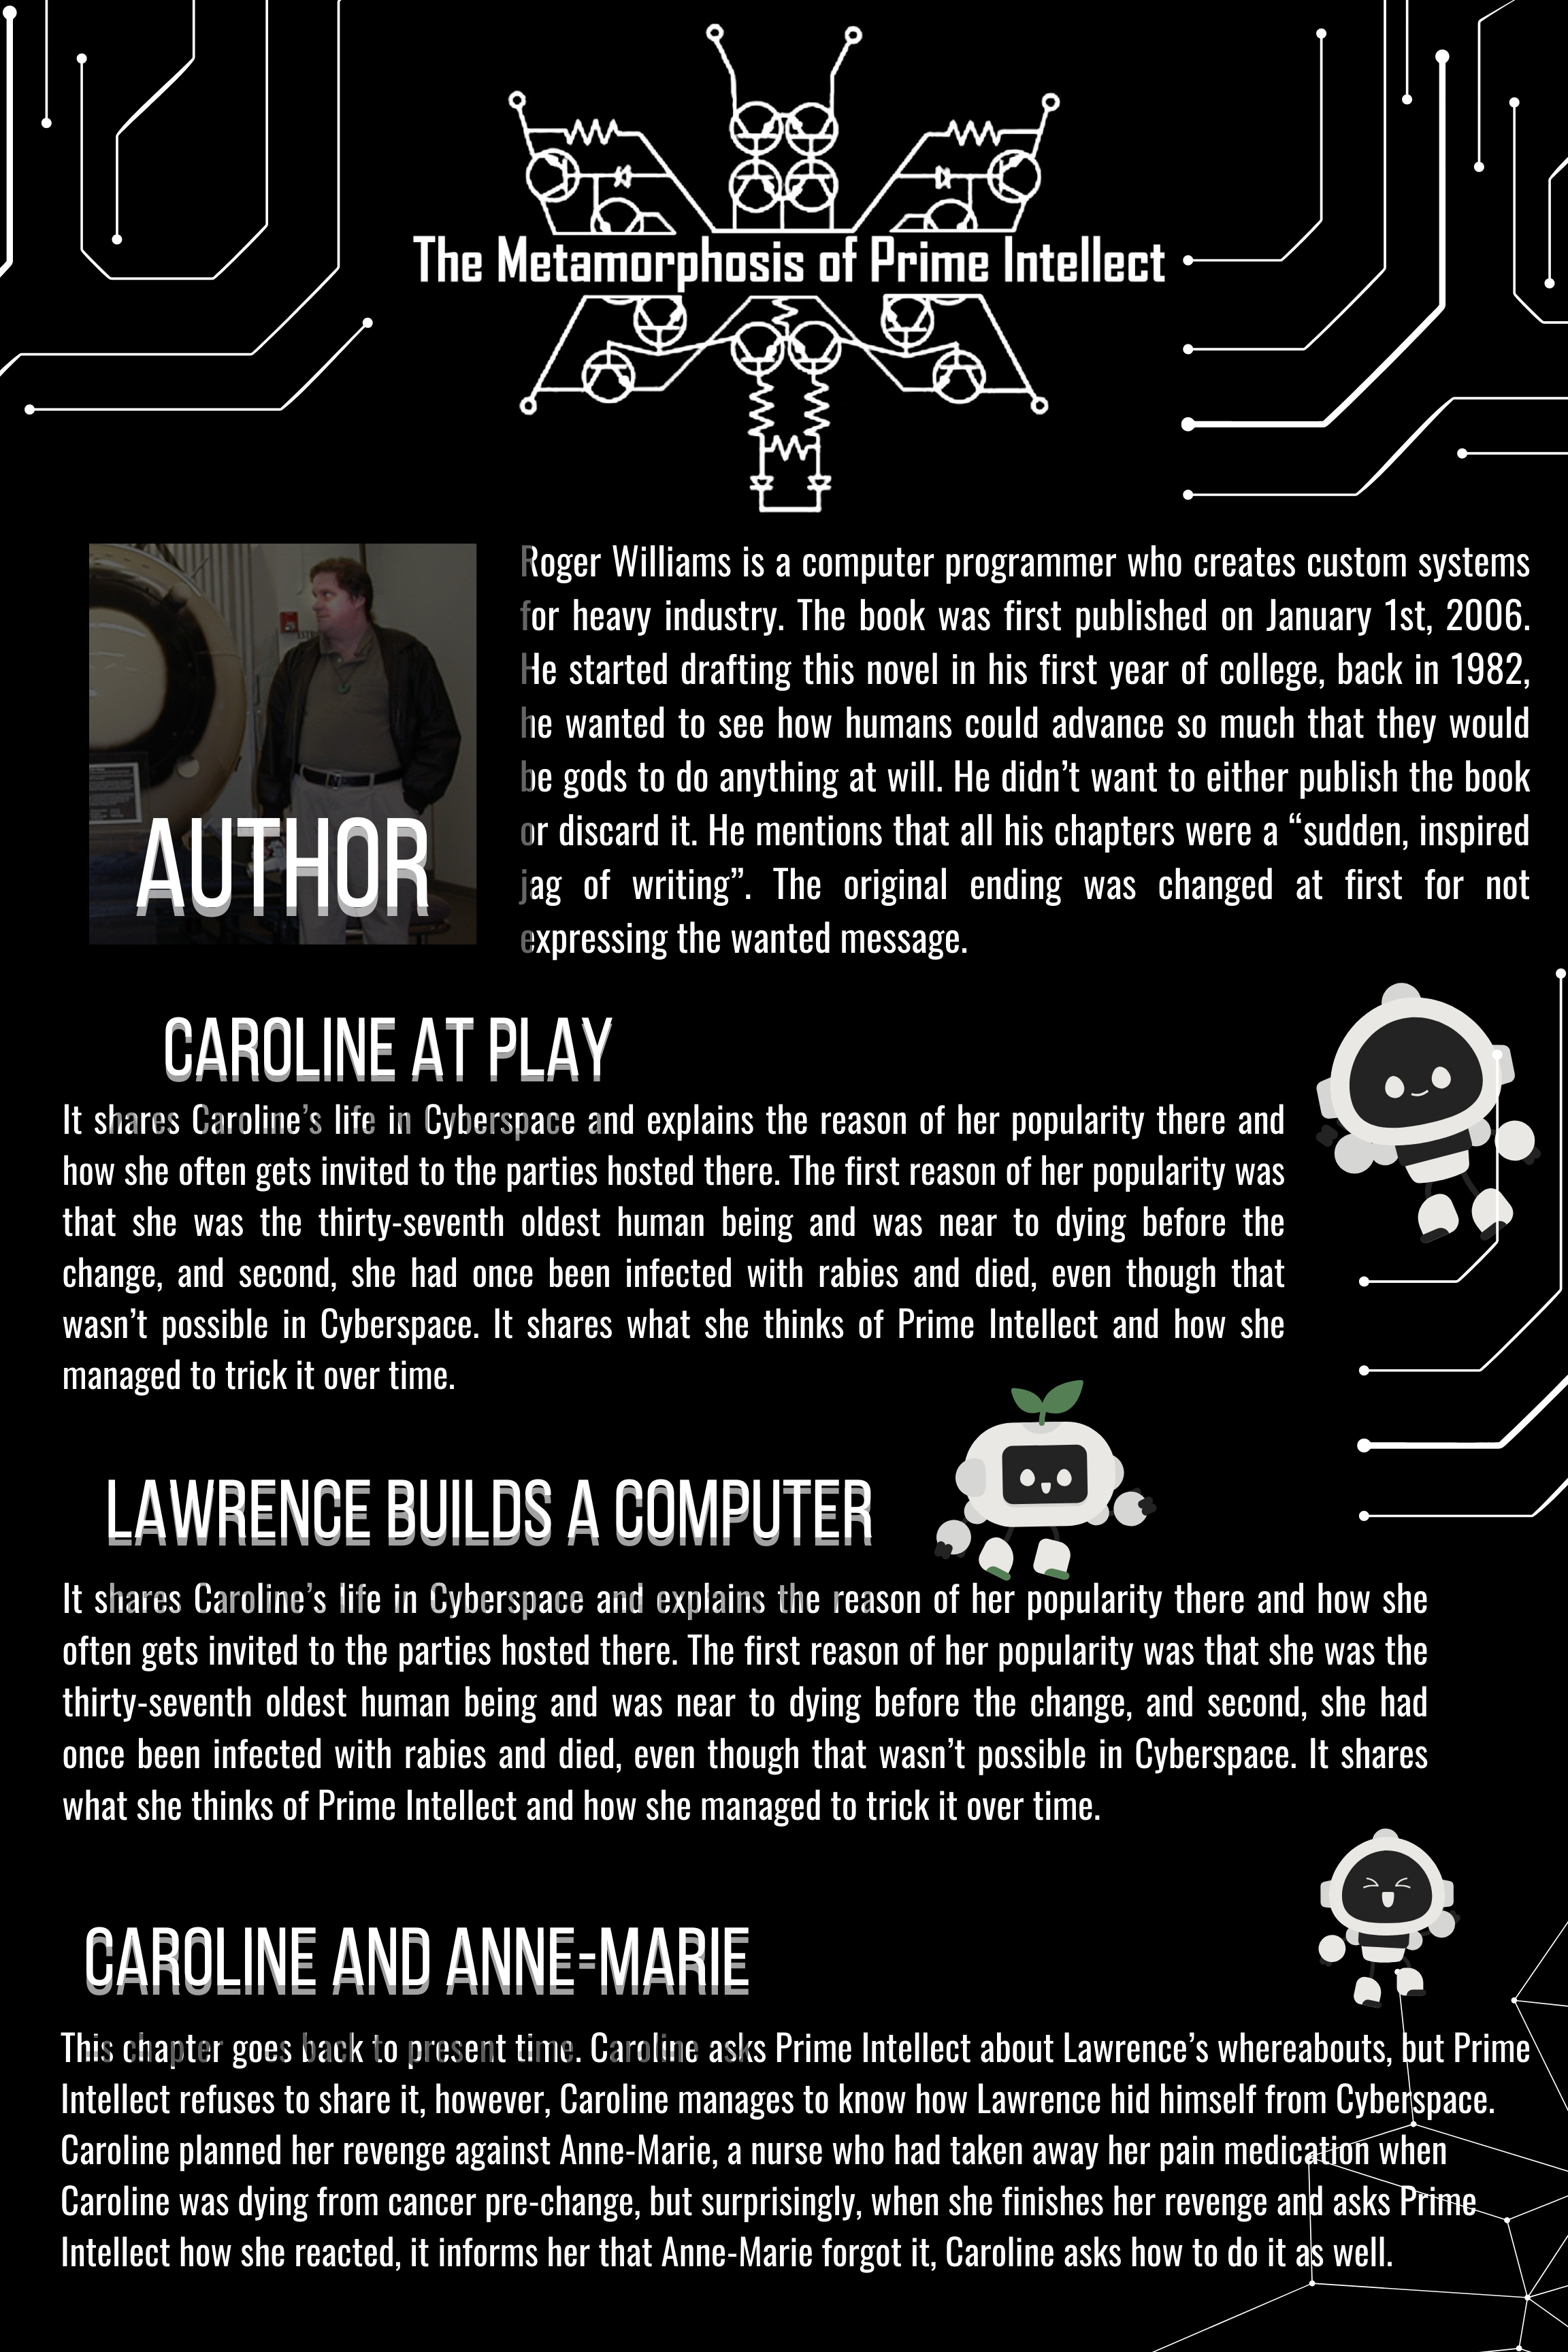 The Metamorphosis of Prime Intellect
Roger Williams is a computer programmer who creates custom systems
for heavy industry. The book was first published on January 1st, 2006.
He started drafting this novel in his first year of college, back in 1982,
he wanted to see how humans could advance so much that they would
be gods to do anything at will. He didn’t want to either publish the book
or discard it. He mentions that all his chapters were a “sudden, inspired
jag of writing”. The original ending was changed at first for not
expressing the wanted message.
AUTHOR
CAROLINE AT PLAY
It shares Caroline’s life in Cyberspace and explains the reason of her popularity there and
how she often gets invited to the parties hosted there. The first reason of her popularity was
that she was the thirty-seventh oldest human being and was near to dying before the
change, and second, she had once been infected with rabies and died, even though that
wasn’t possible in Cyberspace. It shares what she thinks of Prime Intellect and how she
managed to trick it over time.
LAWRENCE BUILDS A COMPUTER
It shares Caroline’s life in Cyberspace and explains the reason of her popularity there and how she
often gets invited to the parties hosted there. The first reason of her popularity was that she was the
thirty-seventh oldest human being and was near to dying before the change, and second, she had
once been infected with rabies and died, even though that wasn’t possible in Cyberspace. It shares
what she thinks of Prime Intellect and how she managed to trick it over time.
CAROLINE AND ANNE-MARIE
This chapter goes back to present time. Caroline asks Prime Intellect about Lawrence’s whereabouts, but Prime
Intellect refuses to share it, however, Caroline manages to know how Lawrence hid himself from Cyberspace.
Caroline planned her revenge against Anne-Marie, a nurse who had taken away her pain medication when
Caroline was dying from cancer pre-change, but surprisingly, when she finishes her revenge and asks Prime
Intellect how she reacted, it informs her that Anne-Marie forgot it, Caroline asks how to do it as well.